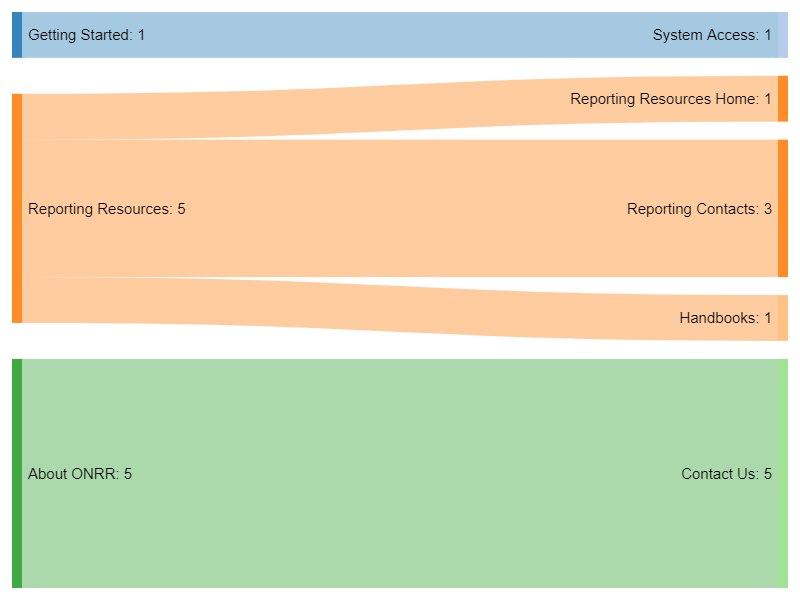 Getting Started: 1
System Access: 1
Reporting Resources Home: 1
Reporting Resources: 5
Reporting Contacts: 3
Handbooks: 1
About ONRR: 5
Contact Us: 5